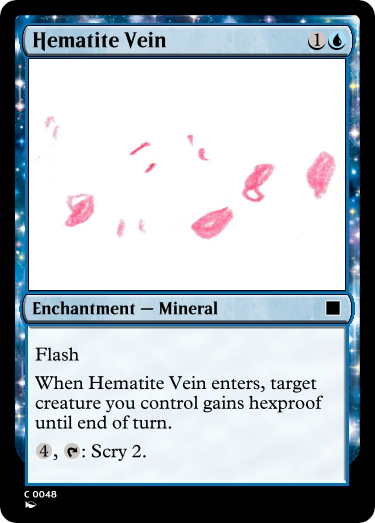 Hematite Vein 1
Enchantment — Mineral
Flash
When Hematite Vein enters, target
creature you control gains hexproof
until end of turn.
4, : Scry 2.
C 0048